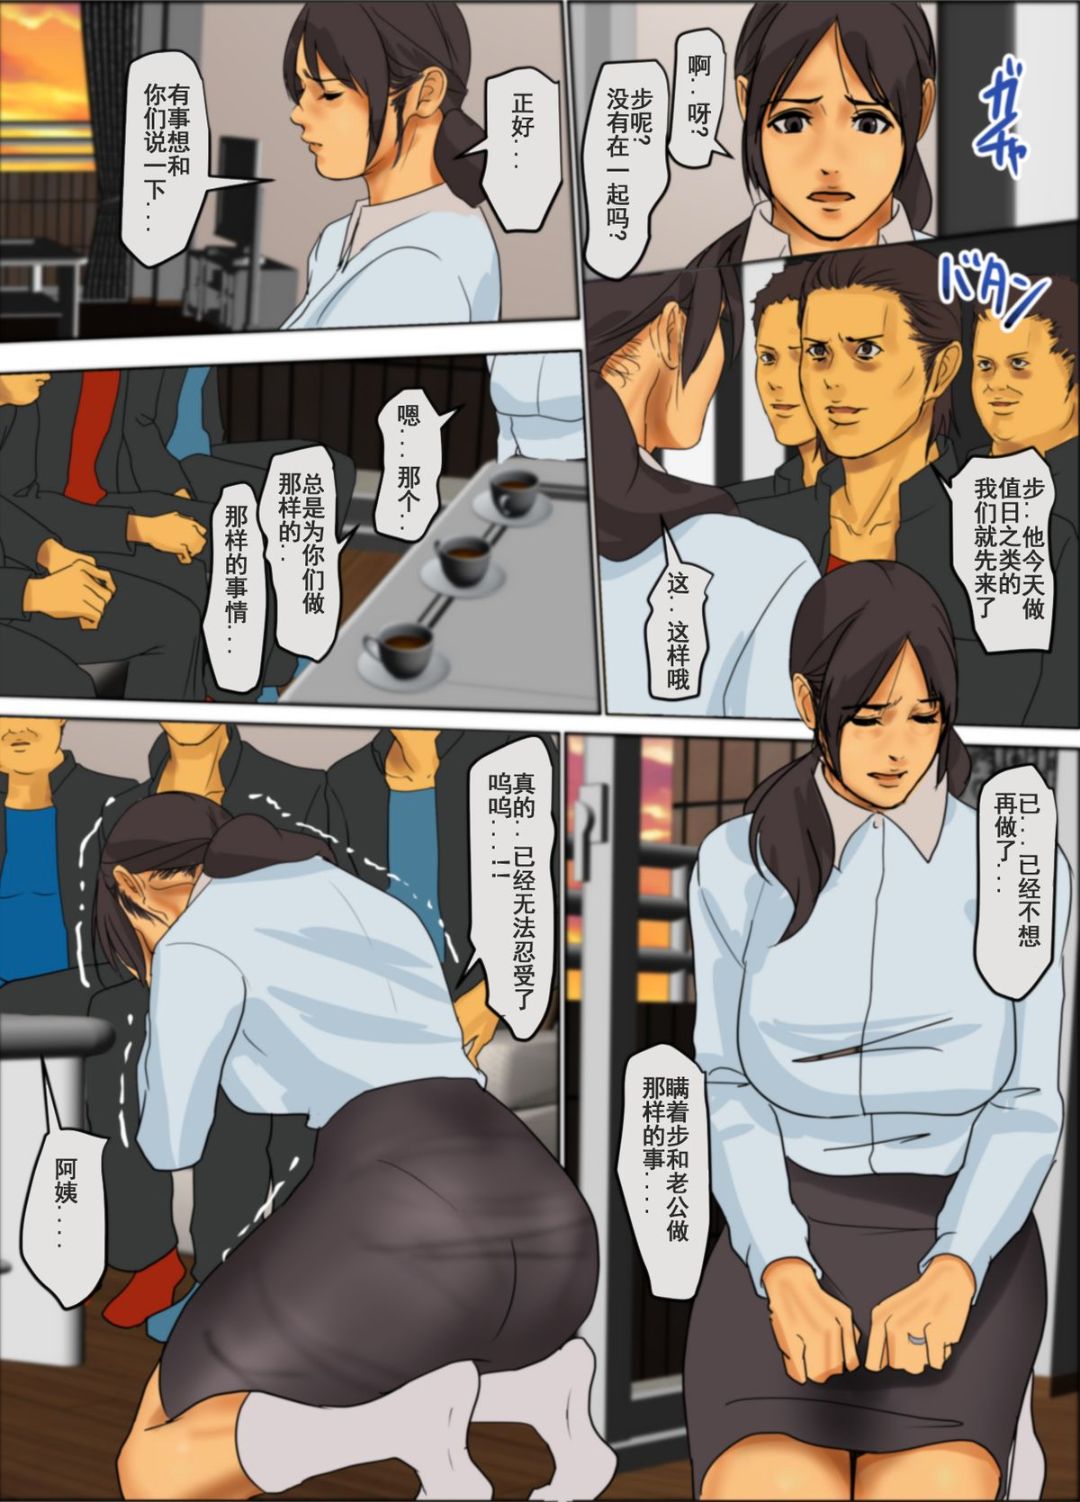 ガチャ
啊..呀?
步呢?
没有在一起吗?
バタン
步..他今天做
值日之类的
我们就先来了
这..这样哦
正好...
有事想和
你们说一下....
嗯....那个..
总是为你们做
那样的..
那样的事情...
已...已经不想
再做了....
瞒着步和老公做
那样的事....
真的...已经无法忍受了
呜呜...!!
阿姨....